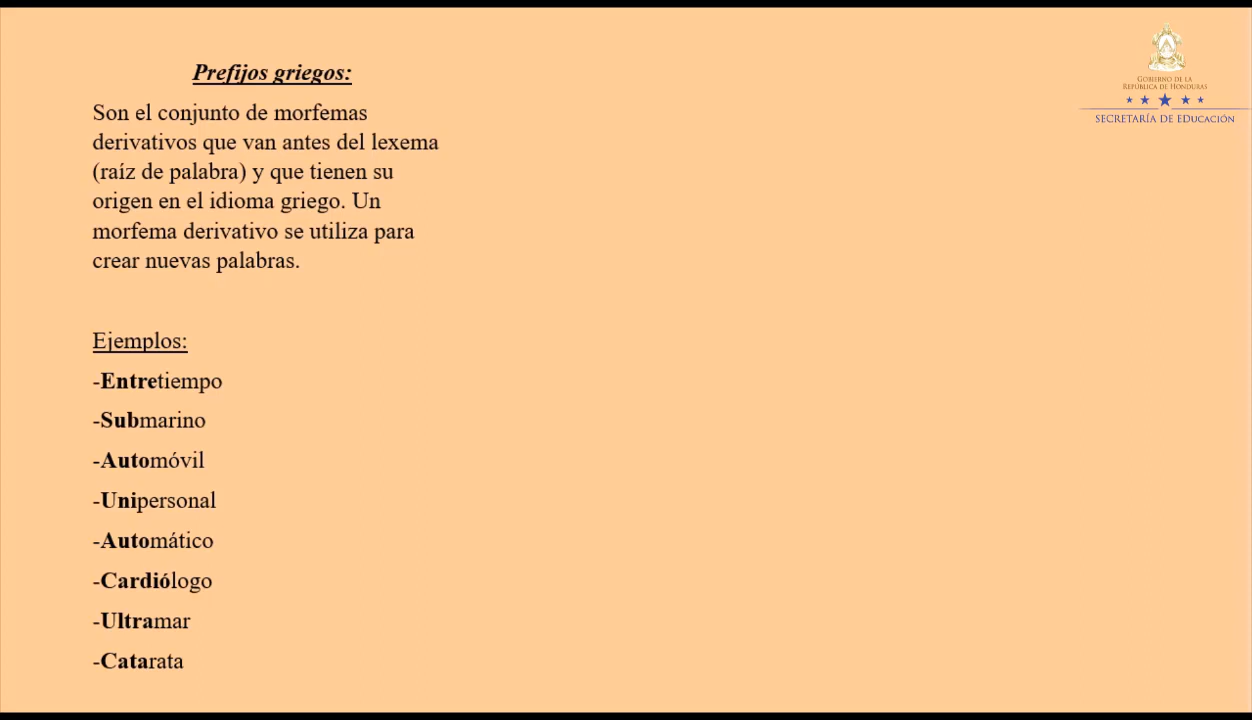 Prefijos griegos:
Son el conjunto de morfemas
derivativos que van antes del lexema
(raíz de palabra) y que tienen su
origen en el idioma griego. Un
morfema derivativo se utiliza para
crear nuevas palabras.
Ejemplos:
-Entretiempo
-Submarino
-Automóvil
-Unipersonal
-Automático
-Cardiólogo
-Ultramar
-Catarata
GOBIERNO DE LA
REPÚBLICA DE HONDURAS
SECRETARÍA DE EDUCACIÓN